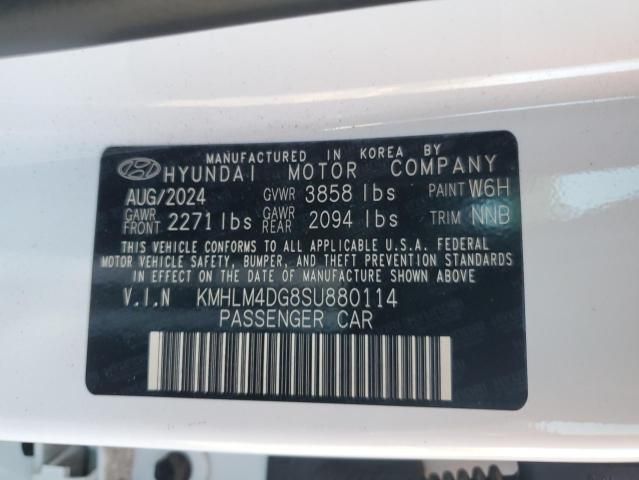 MANUFACTURED IN KOREA BY
HYUNDAI MOTOR COMPANY
AUG/2024 GVWR 3858 lbs PAINT W6H
GAWR FRONT 2271 lbs GAWR REAR 2094 lbs TRIM NNB
THIS VEHICLE CONFORMS TO ALL APPLICABLE U.S.A. FEDERAL
MOTOR VEHICLE SAFETY, BUMPER, AND THEFT PREVENTION STANDARDS
IN EFFECT ON THE DATE OF MANUFACTURE SHOWN ABOVE.
V.I.N KMHLM4DG8SU880114
PASSENGER CAR